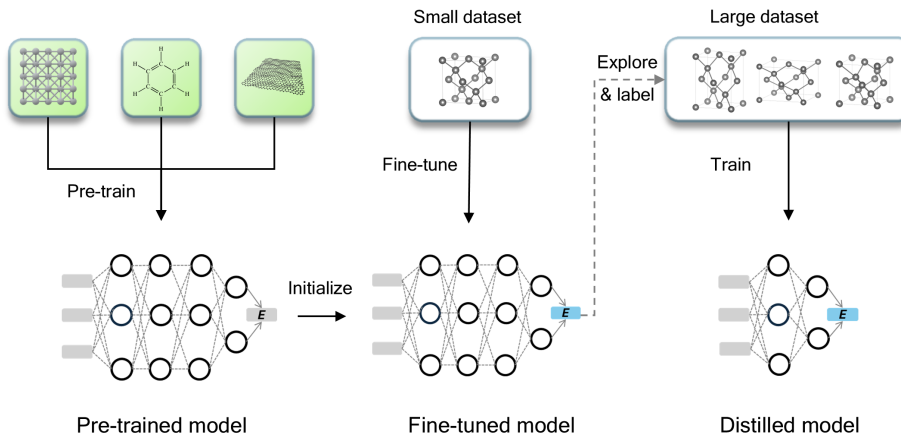 Small dataset
Large dataset
H
H
H
H
H
H
Explore
& label
Pre-train
Fine-tune
Train
Initialize
E
E
E
Pre-trained model
Fine-tuned model
Distilled model